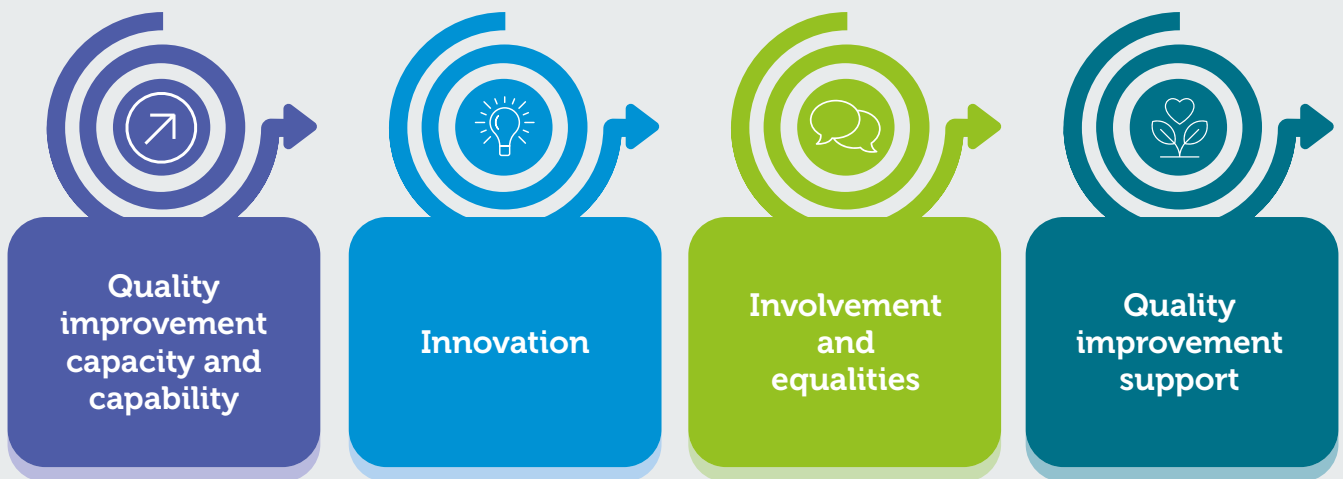 Quality
improvement
capacity and
capability
Innovation
Involvement
and
equalities
Quality
improvement
support